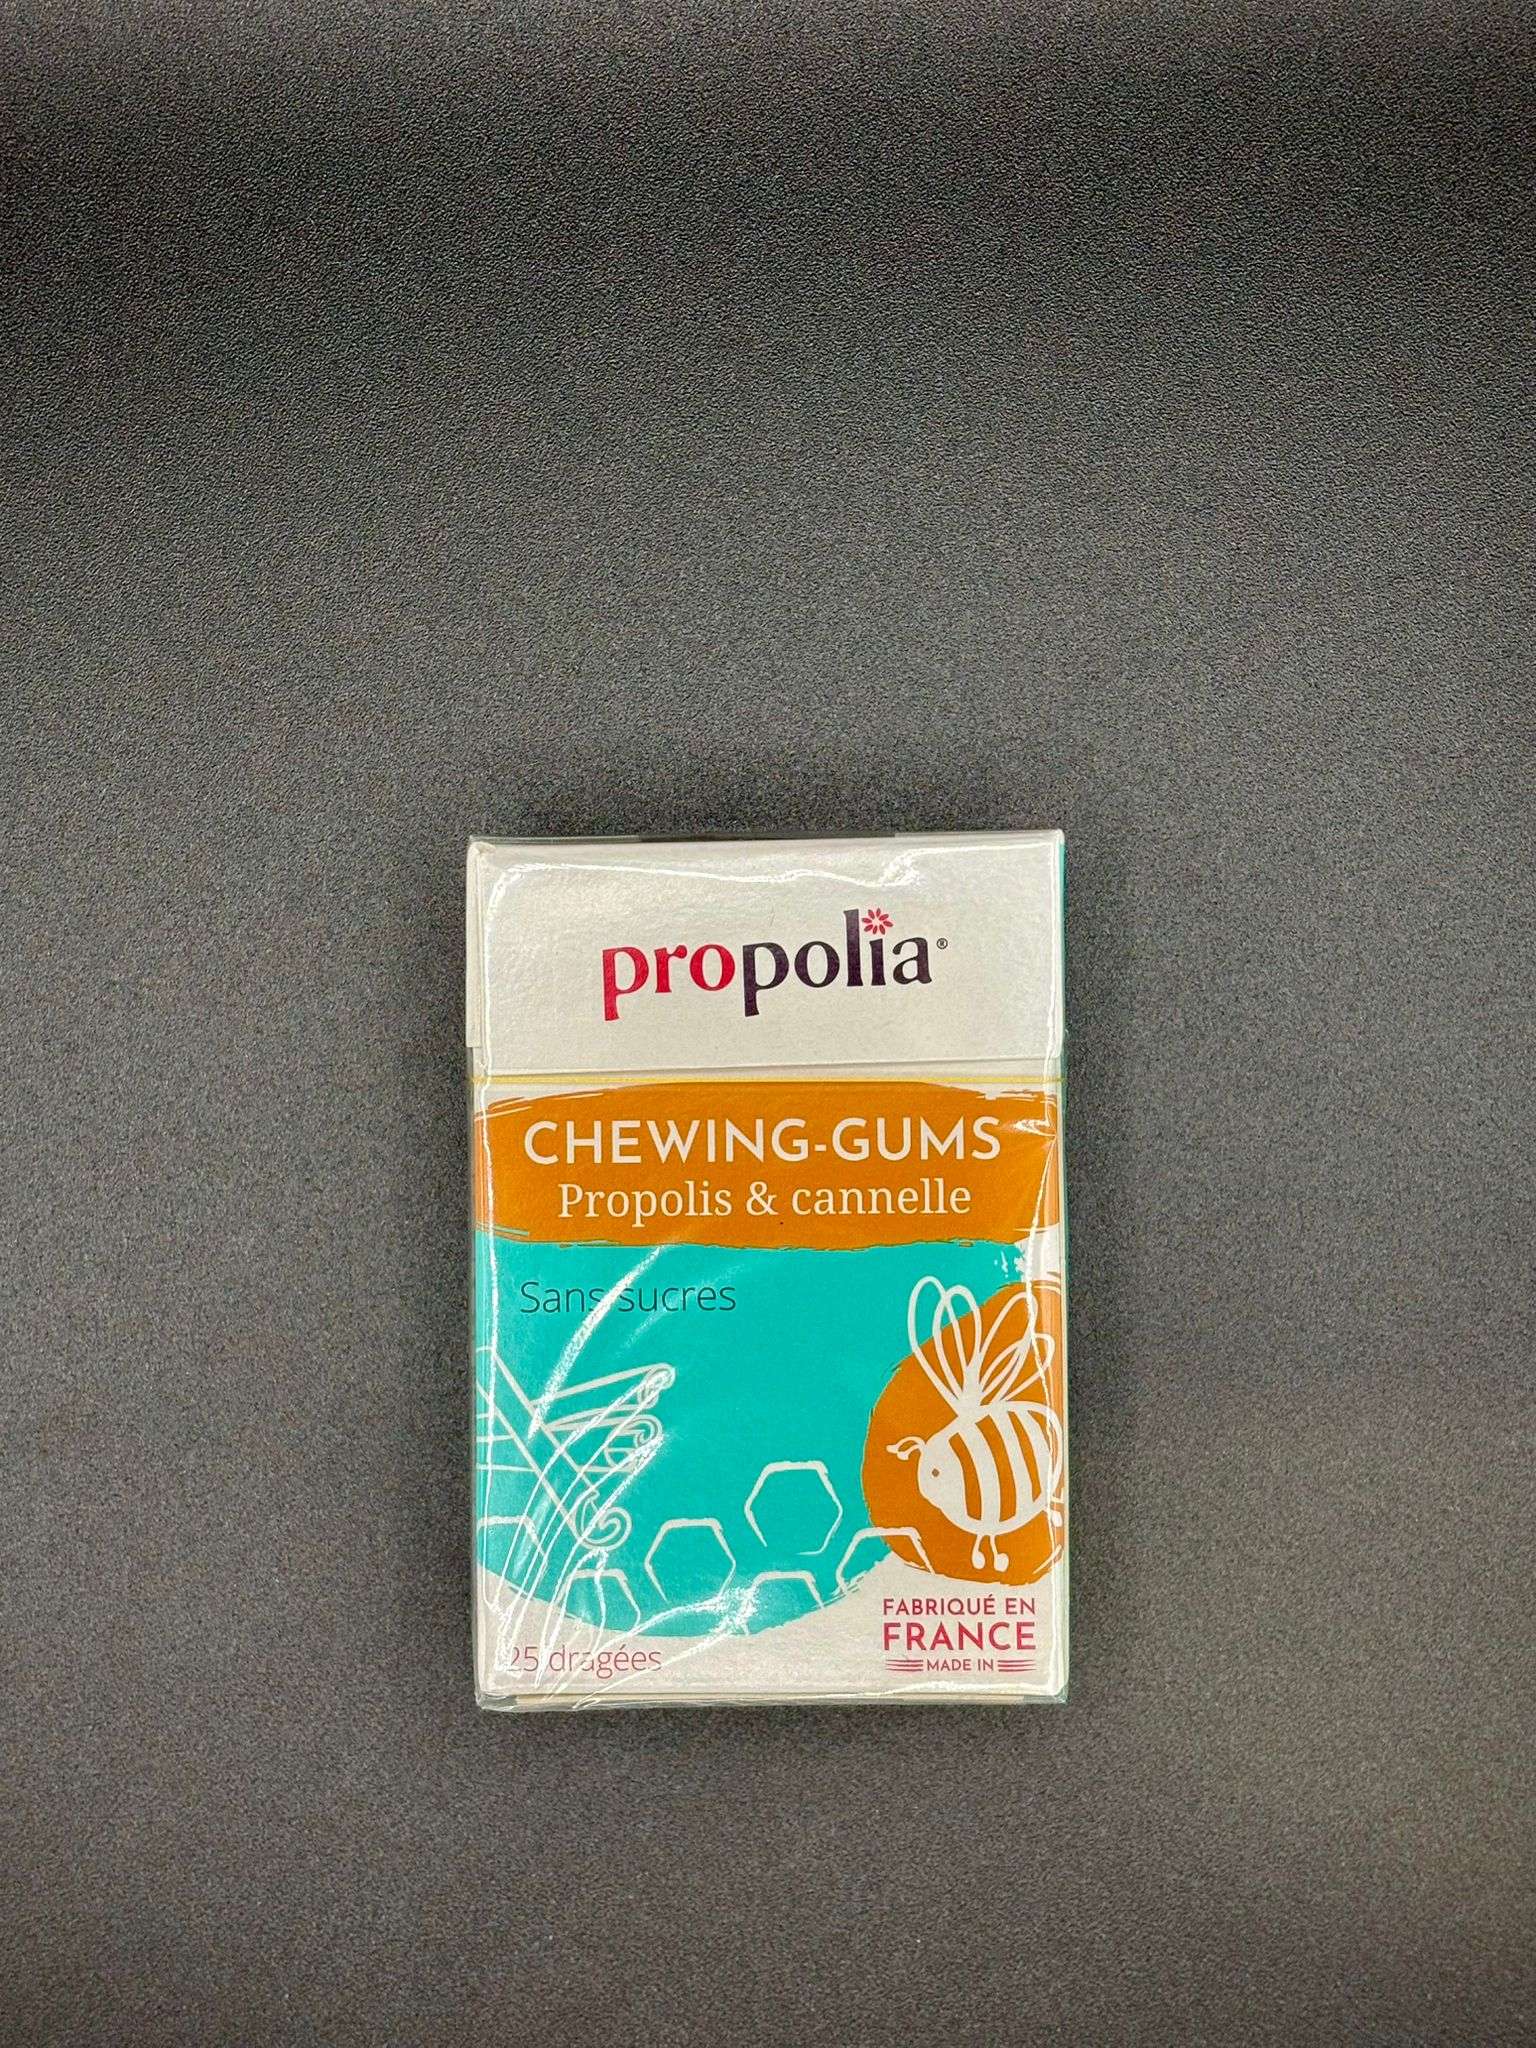 propolia®
CHEWING-GUMS
Propolis & cannelle
Sans sucres
25 dragées
FABRIQUÉ EN
FRANCE
MADE IN